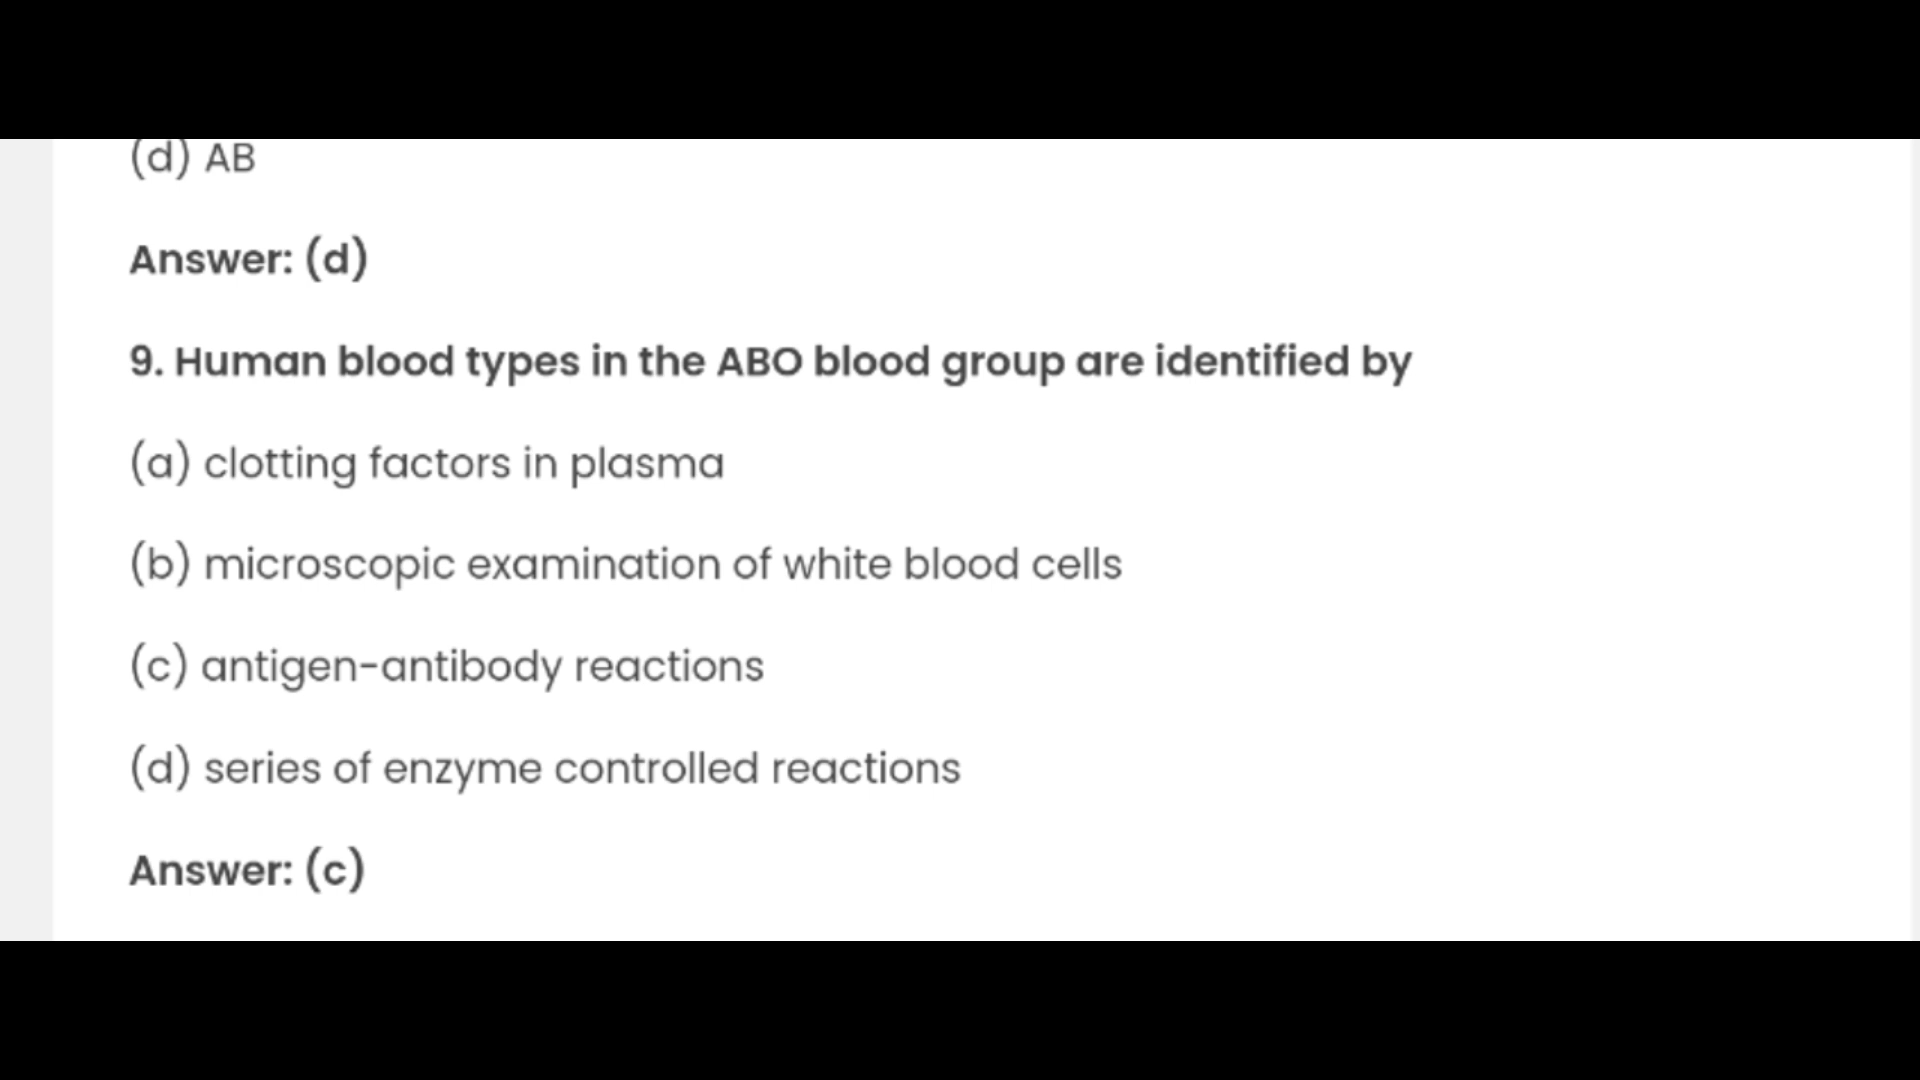 (d) AB
Answer: (d)
9. Human blood types in the ABO blood group are identified by
(a) clotting factors in plasma
(b) microscopic examination of white blood cells
(c) antigen-antibody reactions
(d) series of enzyme controlled reactions
Answer: (c)